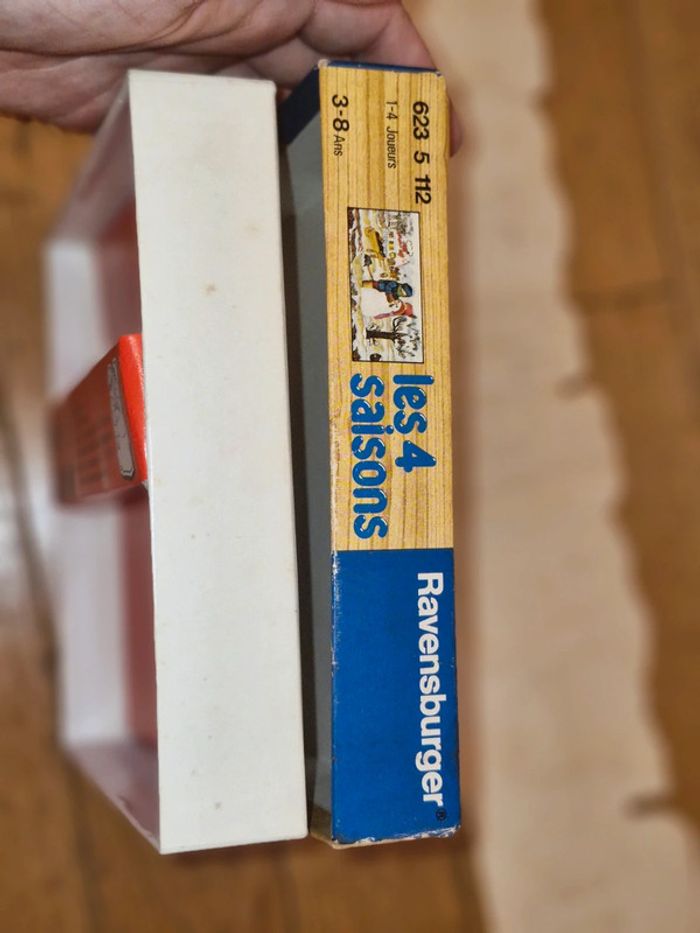 623 5 112
1-4 Joueurs
3-8 Ans
les 4
saisons
Ravensburger®